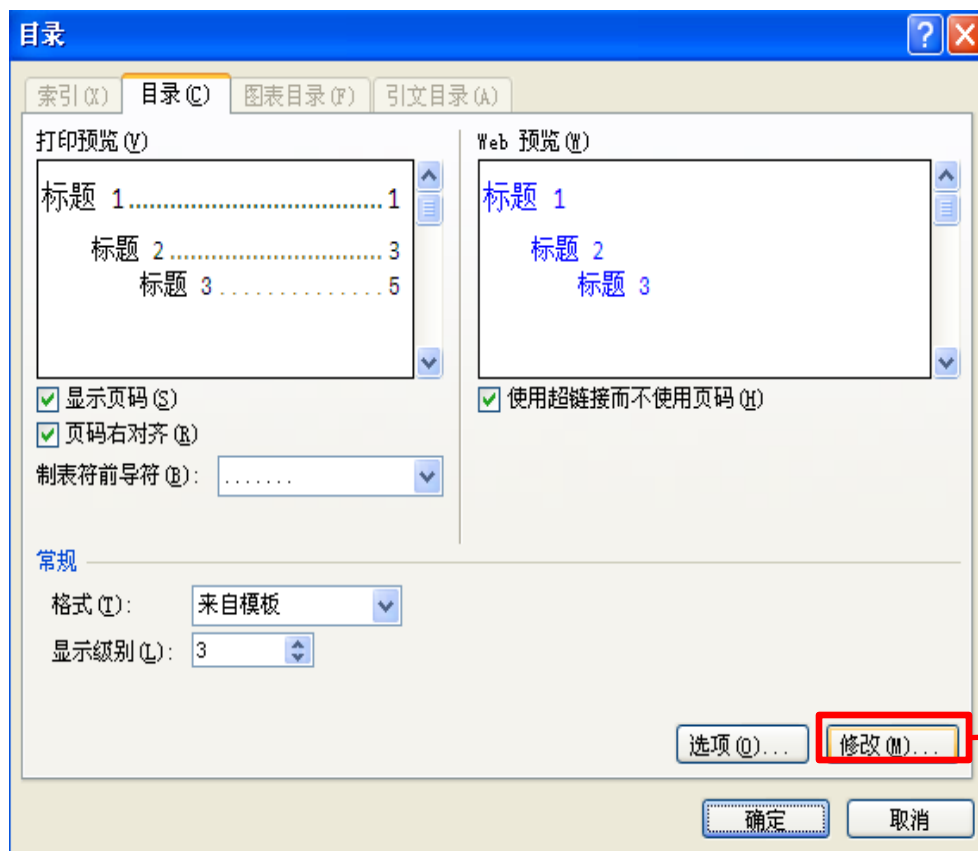 目录
索引(X) 目录(C) 图表目录(F) 引文目录(A)
打印预览(V)
标题 1.................................... 1
标题 2.............................. 3
标题 3.............. 5
Web 预览(W)
标题 1
标题 2
标题 3
显示页码(S)
页码右对齐(R)
制表符前导符(B): .......
使用超链接而不使用页码(H)
常规
格式(T): 来自模板
显示级别(L): 3
选项(O)... 修改(M)...
确定 取消